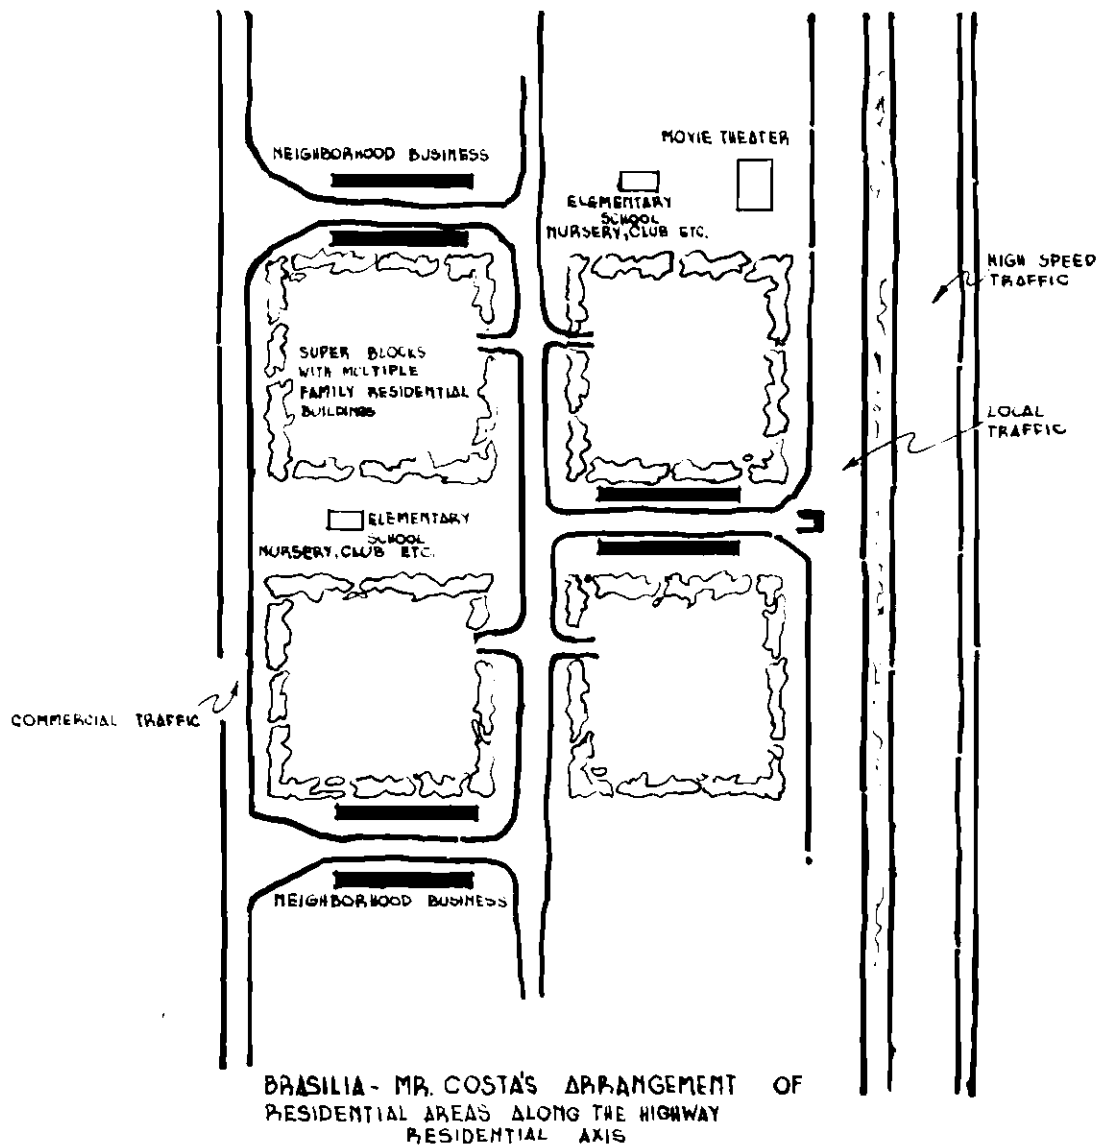 MOVIE THEATER
NEIGHBORHOOD BUSINESS
ELEMENTARY
SCHOOL
NURSERY, CLUB ETC.
HIGH SPEED
TRAFFIC
SUPER BLOCKS
WITH MULTIPLE
FAMILY RESIDENTIAL
BUILDINGS
LOCAL
TRAFFIC
ELEMENTARY
SCHOOL
NURSERY, CLUB ETC.
COMMERCIAL TRAFFIC
NEIGHBORHOOD BUSINESS
BRASILIA - MR. COSTA'S ARRANGEMENT OF
RESIDENTIAL AREAS ALONG THE HIGHWAY
RESIDENTIAL AXIS